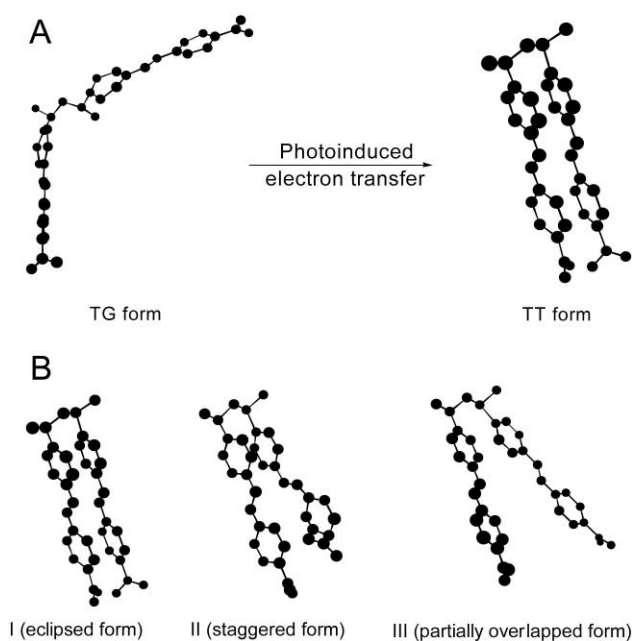 A
Photoinduced
electron transfer
TG form
TT form
B
I (eclipsed form)
II (staggered form)
III (partially overlapped form)